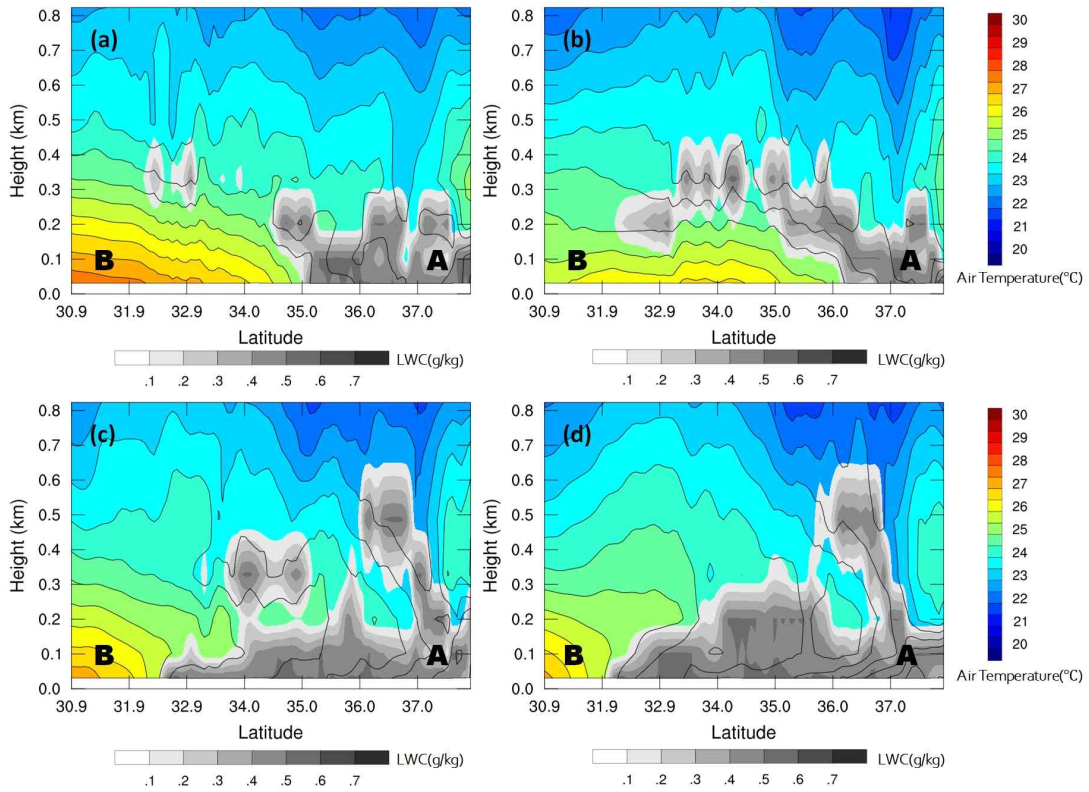 (a)
0.8
0.7
0.6
0.5
0.4
0.3
0.2
0.1
0.0
Height (km)
B
A
30.9 31.9 32.9 34.0 35.0 36.0 37.0
Latitude
LWC(g/kg)
.1 .2 .3 .4 .5 .6 .7
(b)
0.8
0.7
0.6
0.5
0.4
0.3
0.2
0.1
0.0
Height (km)
B
A
30.9 31.9 32.9 34.0 35.0 36.0 37.0
Latitude
LWC(g/kg)
.1 .2 .3 .4 .5 .6 .7
30
29
28
27
26
25
24
23
22
21
20
Air Temperature(°C)
(c)
0.8
0.7
0.6
0.5
0.4
0.3
0.2
0.1
0.0
Height (km)
B
A
30.9 31.9 32.9 34.0 35.0 36.0 37.0
Latitude
LWC(g/kg)
.1 .2 .3 .4 .5 .6 .7
(d)
0.8
0.7
0.6
0.5
0.4
0.3
0.2
0.1
0.0
Height (km)
B
A
30.9 31.9 32.9 34.0 35.0 36.0 37.0
Latitude
LWC(g/kg)
.1 .2 .3 .4 .5 .6 .7
30
29
28
27
26
25
24
23
22
21
20
Air Temperature(°C)